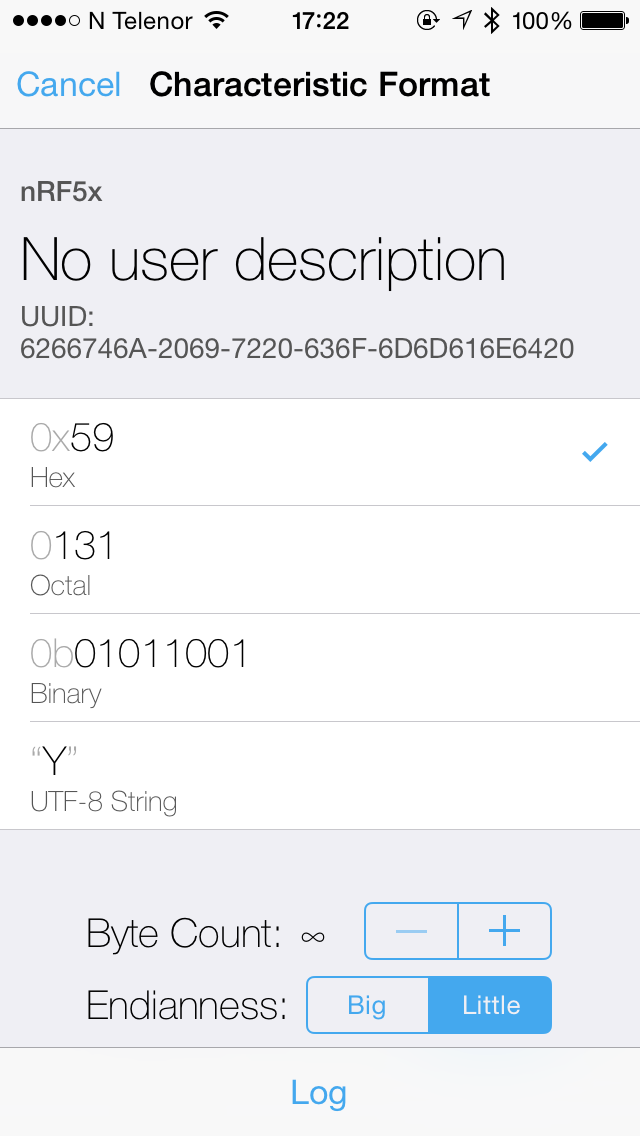 N Telenor 17:22 100%
Cancel Characteristic Format
nRF5x
No user description
UUID:
6266746A-2069-7220-636F-6D6D616E6420
0x59
Hex
0131
Octal
0b01011001
Binary
“Y”
UTF-8 String
Byte Count: ∞ — +
Endianness: Big Little
Log